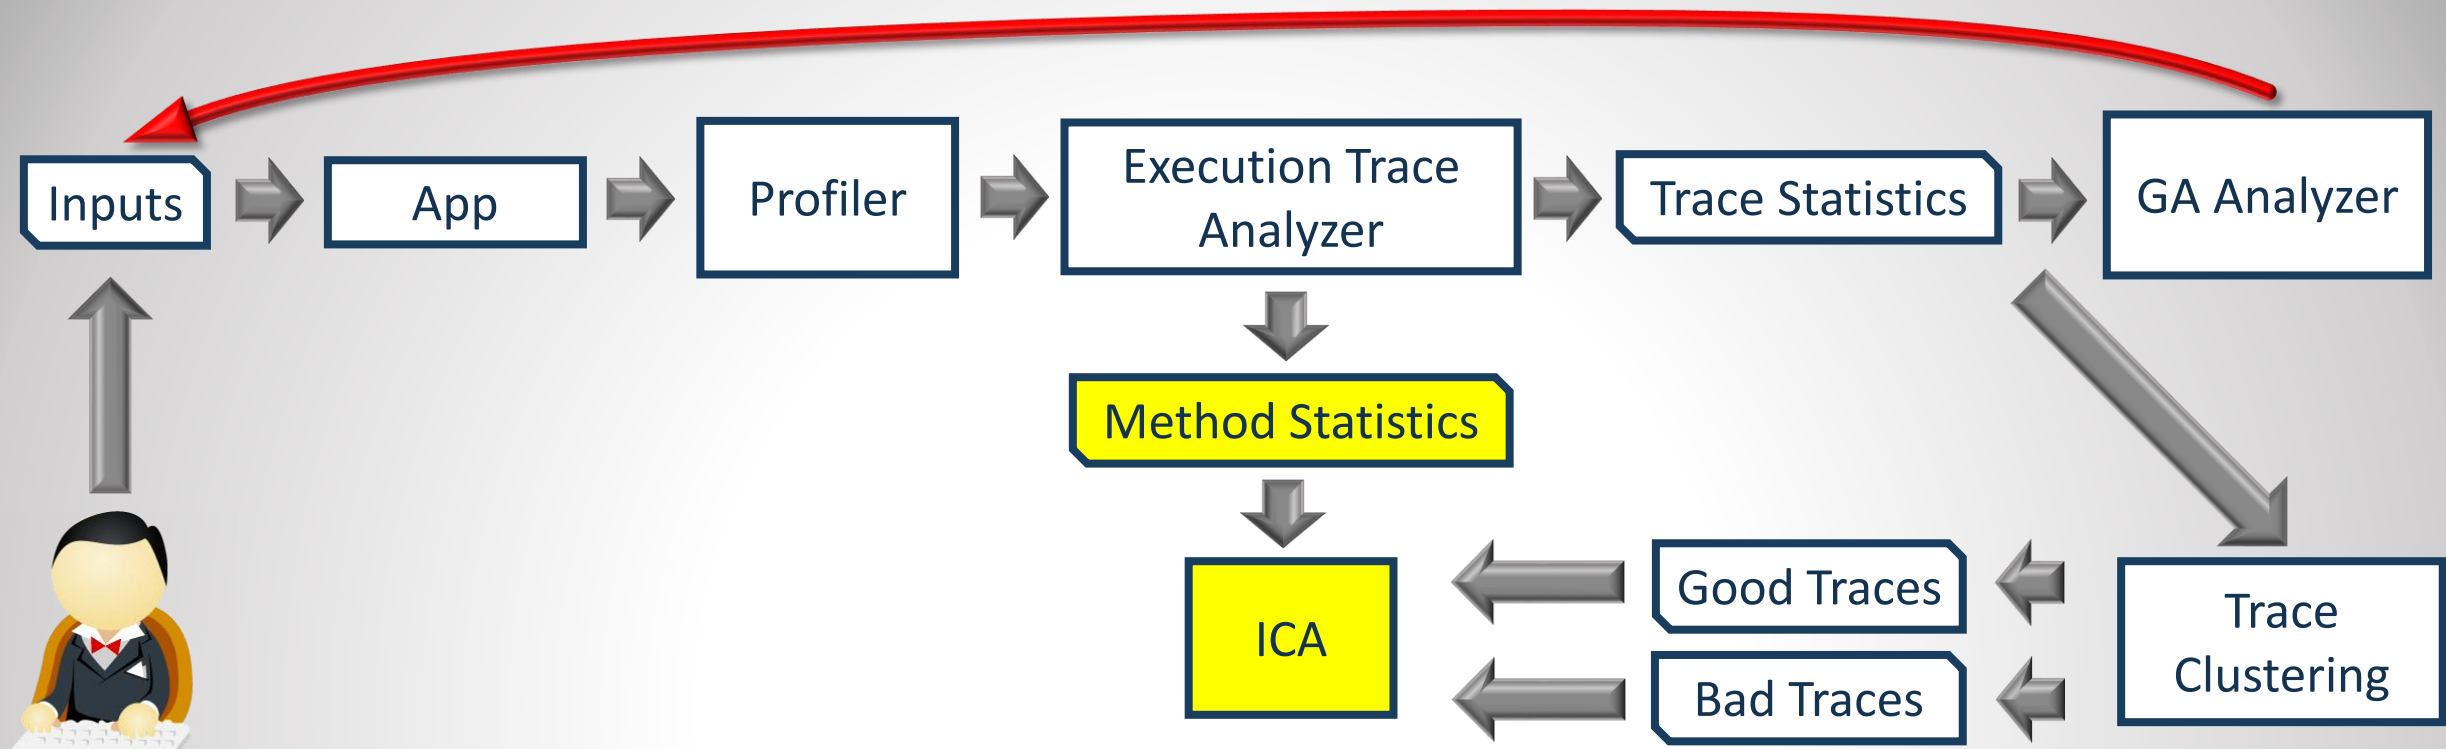 Inputs
App
Profiler
Execution Trace
Analyzer
Trace Statistics
GA Analyzer
Method Statistics
ICA
Good Traces
Bad Traces
Trace
Clustering